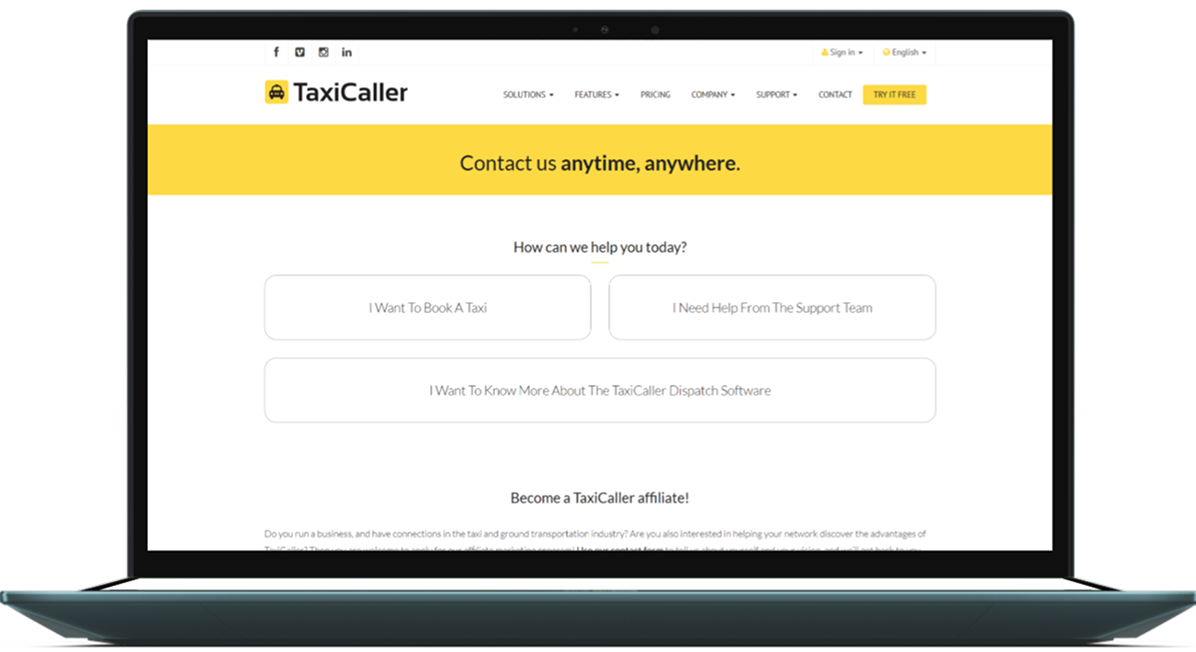 Sign in
English
TaxiCaller
SOLUTIONS
FEATURES
PRICING
COMPANY
SUPPORT
CONTACT
TRY IT FREE
Contact us anytime, anywhere.
How can we help you today?
I Want To Book A Taxi
I Need Help From The Support Team
I Want To Know More About The TaxiCaller Dispatch Software
Become a TaxiCaller affiliate!
Do you run a business, and have connections in the taxi and ground transportation industry? Are you also interested in helping your network discover the advantages of